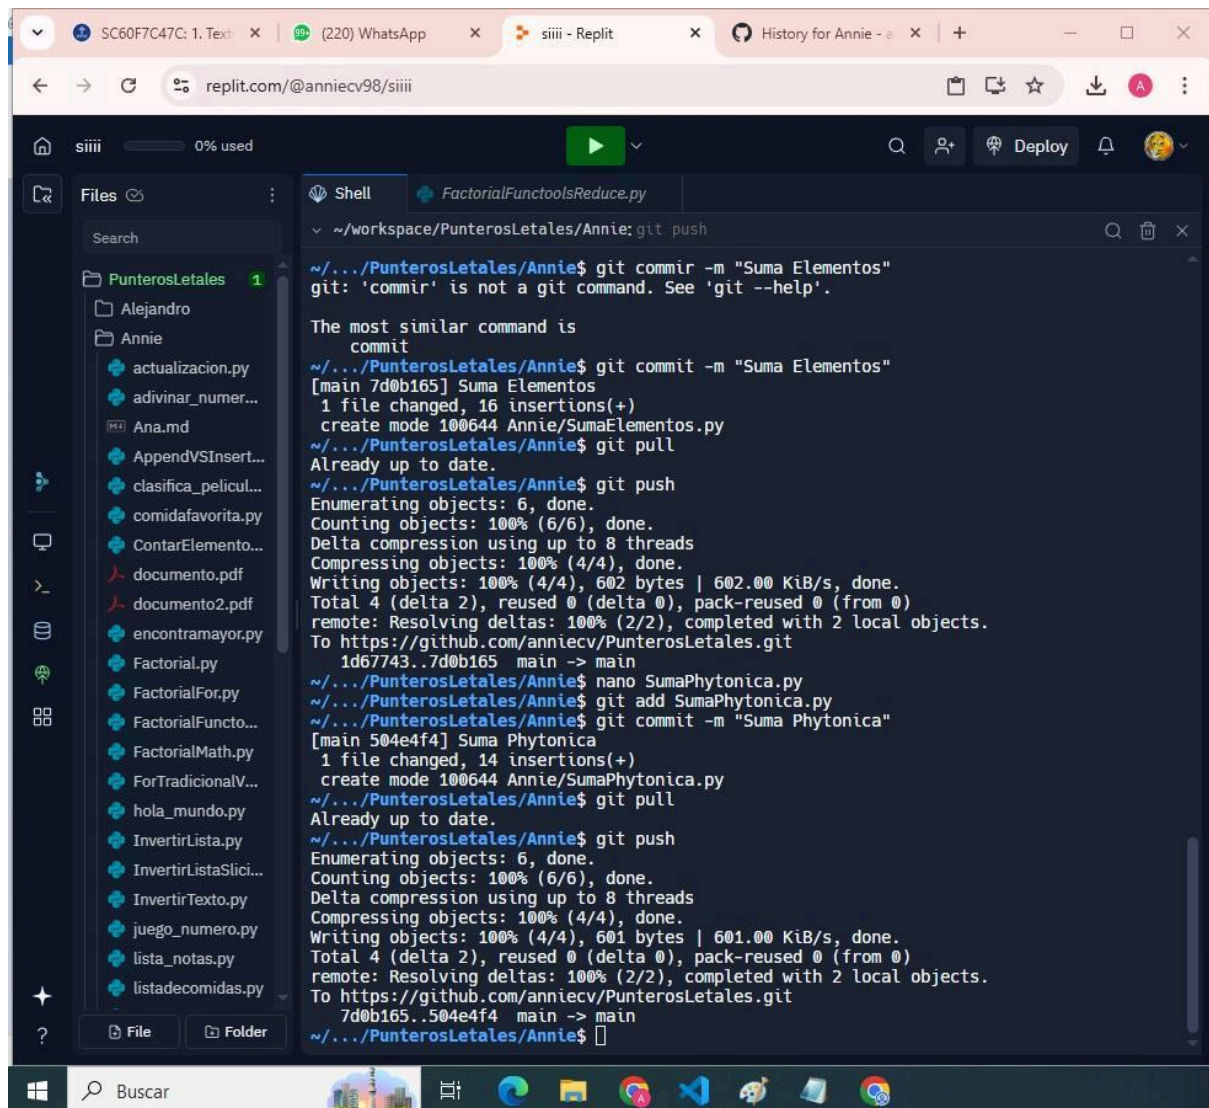 SC60F7C47C: 1. Text
(220) WhatsApp
siiii - Replit
History for Annie - a
replit.com/@anniecv98/siiii
A
siiii
0% used
Deploy
Files
Search
PunterosLetales 1
Alejandro
Annie
actualizacion.py
adivinar_numer...
Ana.md
AppendVSInsert...
clasifica_pelicul...
comidafavorita.py
ContarElemento...
documento.pdf
documento2.pdf
encontramayor.py
Factorial.py
FactorialFor.py
FactorialFuncto...
FactorialMath.py
ForTradicionalV...
hola_mundo.py
InvertirLista.py
InvertirListaSlici...
InvertirTexto.py
juego_numero.py
lista_notas.py
listadecomidas.py
File
Folder
Shell
FactorialFunctoolsReduce.py
~/workspace/PunterosLetales/Annie: git push
~/.../PunterosLetales/Annie$ git commir -m "Suma Elementos"
git: 'commir' is not a git command. See 'git --help'.
The most similar command is
commit
~/.../PunterosLetales/Annie$ git commit -m "Suma Elementos"
[main 7d0b165] Suma Elementos
1 file changed, 16 insertions(+)
create mode 100644 Annie/SumaElementos.py
~/.../PunterosLetales/Annie$ git pull
Already up to date.
~/.../PunterosLetales/Annie$ git push
Enumerating objects: 6, done.
Counting objects: 100% (6/6), done.
Delta compression using up to 8 threads
Compressing objects: 100% (4/4), done.
Writing objects: 100% (4/4), 602 bytes | 602.00 KiB/s, done.
Total 4 (delta 2), reused 0 (delta 0), pack-reused 0 (from 0)
remote: Resolving deltas: 100% (2/2), completed with 2 local objects.
To https://github.com/anniecv/PunterosLetales.git
1d67743..7d0b165  main -> main
~/.../PunterosLetales/Annie$ nano SumaPhytonica.py
~/.../PunterosLetales/Annie$ git add SumaPhytonica.py
~/.../PunterosLetales/Annie$ git commit -m "Suma Phytonica"
[main 504e4f4] Suma Phytonica
1 file changed, 14 insertions(+)
create mode 100644 Annie/SumaPhytonica.py
~/.../PunterosLetales/Annie$ git pull
Already up to date.
~/.../PunterosLetales/Annie$ git push
Enumerating objects: 6, done.
Counting objects: 100% (6/6), done.
Delta compression using up to 8 threads
Compressing objects: 100% (4/4), done.
Writing objects: 100% (4/4), 601 bytes | 601.00 KiB/s, done.
Total 4 (delta 2), reused 0 (delta 0), pack-reused 0 (from 0)
remote: Resolving deltas: 100% (2/2), completed with 2 local objects.
To https://github.com/anniecv/PunterosLetales.git
7d0b165..504e4f4  main -> main
~/.../PunterosLetales/Annie$
Buscar